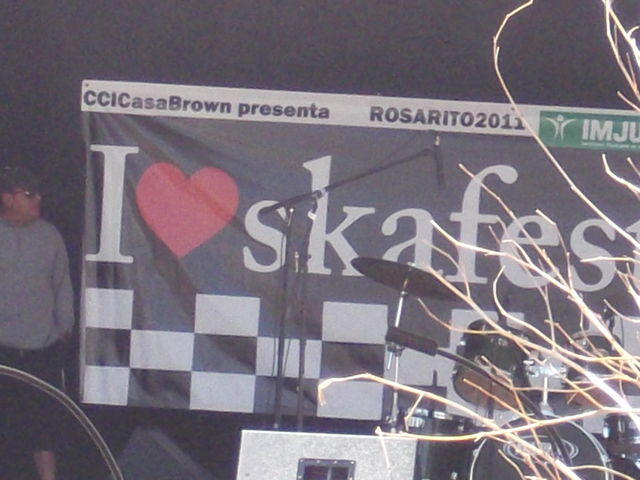 CCICasaBrown presenta ROSARITO2011 IMJU
I skafest